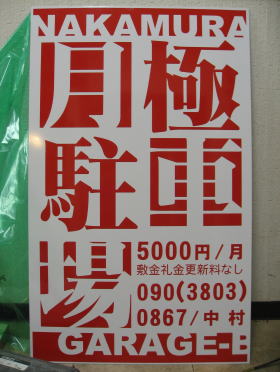 NAKAMURA
月極
駐車
場
5000円/月
敷金礼金更新料なし
090(3803)
0867/中村
GARAGE-B